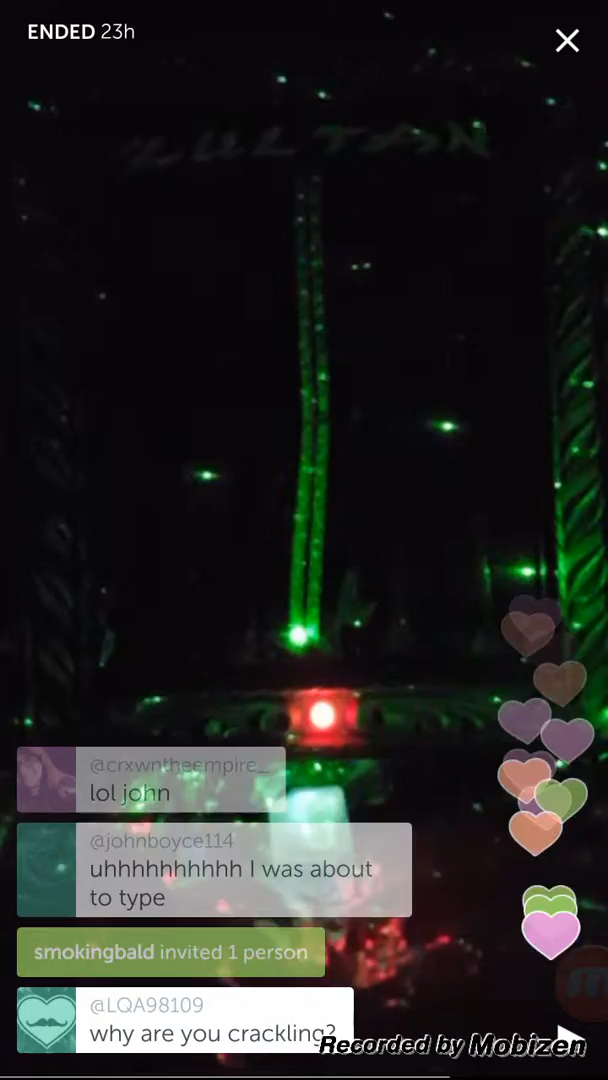 ENDED 23h
ZULTAN
@crxwntheempire_
lol john
@johnboyce114
uhhhhhhhhhh I was about
to type
smokingbald invited 1 person
@LQA98109
why are you crackling?
Recorded by Mobizen